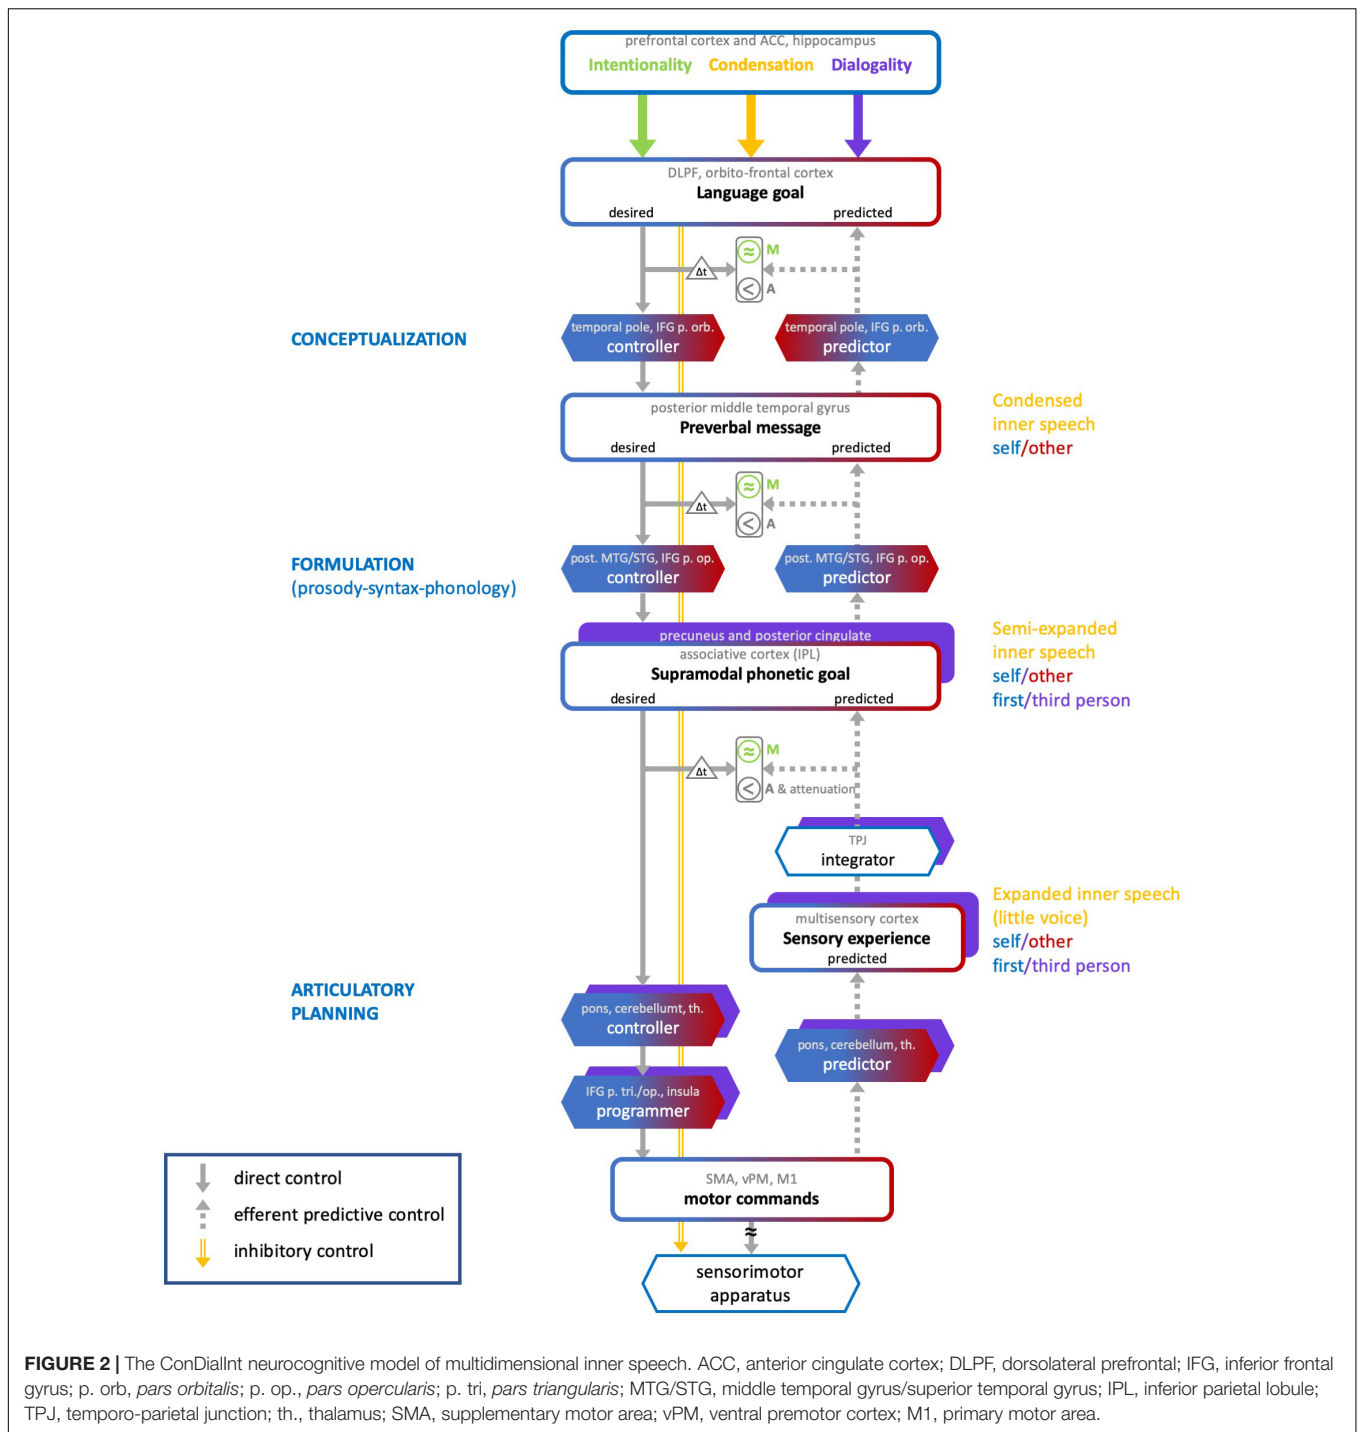 prefrontal cortex and ACC, hippocampus
Intentionality Condensation Dialogality
DLPF, orbito-frontal cortex
Language goal
desired predicted
≈ M
Δt
< A
CONCEPTUALIZATION
temporal pole, IFG p. orb.
controller
temporal pole, IFG p. orb.
predictor
posterior middle temporal gyrus
Preverbal message
desired predicted
Condensed
inner speech
self/other
≈ M
Δt
< A
FORMULATION
(prosody-syntax-phonology)
post. MTG/STG, IFG p. op.
controller
post. MTG/STG, IFG p. op.
predictor
precuneus and posterior cingulate
associative cortex (IPL)
Supramodal phonetic goal
desired predicted
Semi-expanded
inner speech
self/other
first/third person
≈ M
Δt
< A & attenuation
TPJ
integrator
multisensory cortex
Sensory experience
predicted
Expanded inner speech
(little voice)
self/other
first/third person
ARTICULATORY
PLANNING
pons, cerebellumt, th.
controller
pons, cerebellum, th.
predictor
IFG p. tri./op., insula
programmer
SMA, vPM, M1
motor commands
≈
sensorimotor
apparatus
direct control
efferent predictive control
inhibitory control
FIGURE 2 | The ConDialInt neurocognitive model of multidimensional inner speech. ACC, anterior cingulate cortex; DLPF, dorsolateral prefrontal; IFG, inferior frontal
gyrus; p. orb, pars orbitalis; p. op., pars opercularis; p. tri, pars triangularis; MTG/STG, middle temporal gyrus/superior temporal gyrus; IPL, inferior parietal lobule;
TPJ, temporo-parietal junction; th., thalamus; SMA, supplementary motor area; vPM, ventral premotor cortex; M1, primary motor area.